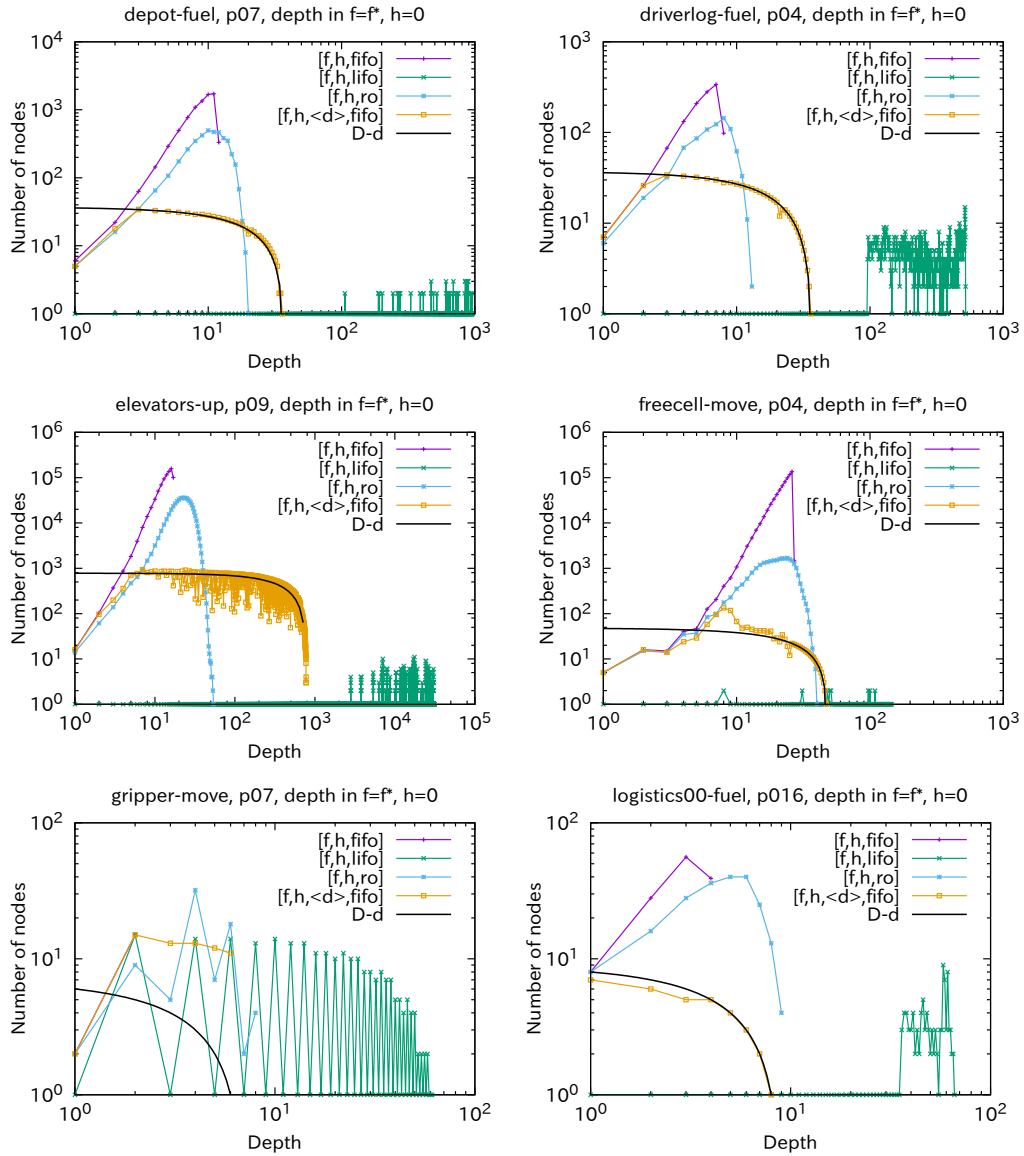 depot-fuel, p07, depth in f=f*, h=0
10^4
10^3
10^2
10^1
10^0
10^0 10^1 10^2 10^3
Number of nodes
Depth
[f,h,fifo]
[f,h,lifo]
[f,h,ro]
[f,h,<d>,fifo]
D-d
driverlog-fuel, p04, depth in f=f*, h=0
10^3
10^2
10^1
10^0
10^0 10^1 10^2 10^3
Number of nodes
Depth
[f,h,fifo]
[f,h,lifo]
[f,h,ro]
[f,h,<d>,fifo]
D-d
elevators-up, p09, depth in f=f*, h=0
10^6
10^5
10^4
10^3
10^2
10^1
10^0
10^0 10^1 10^2 10^3 10^4 10^5
Number of nodes
Depth
[f,h,fifo]
[f,h,lifo]
[f,h,ro]
[f,h,<d>,fifo]
D-d
freecell-move, p04, depth in f=f*, h=0
10^6
10^5
10^4
10^3
10^2
10^1
10^0
10^0 10^1 10^2 10^3
Number of nodes
Depth
[f,h,fifo]
[f,h,lifo]
[f,h,ro]
[f,h,<d>,fifo]
D-d
gripper-move, p07, depth in f=f*, h=0
10^2
10^1
10^0
10^0 10^1 10^2
Number of nodes
Depth
[f,h,fifo]
[f,h,lifo]
[f,h,ro]
[f,h,<d>,fifo]
D-d
logistics00-fuel, p016, depth in f=f*, h=0
10^2
10^1
10^0
10^0 10^1 10^2
Number of nodes
Depth
[f,h,fifo]
[f,h,lifo]
[f,h,ro]
[f,h,<d>,fifo]
D-d